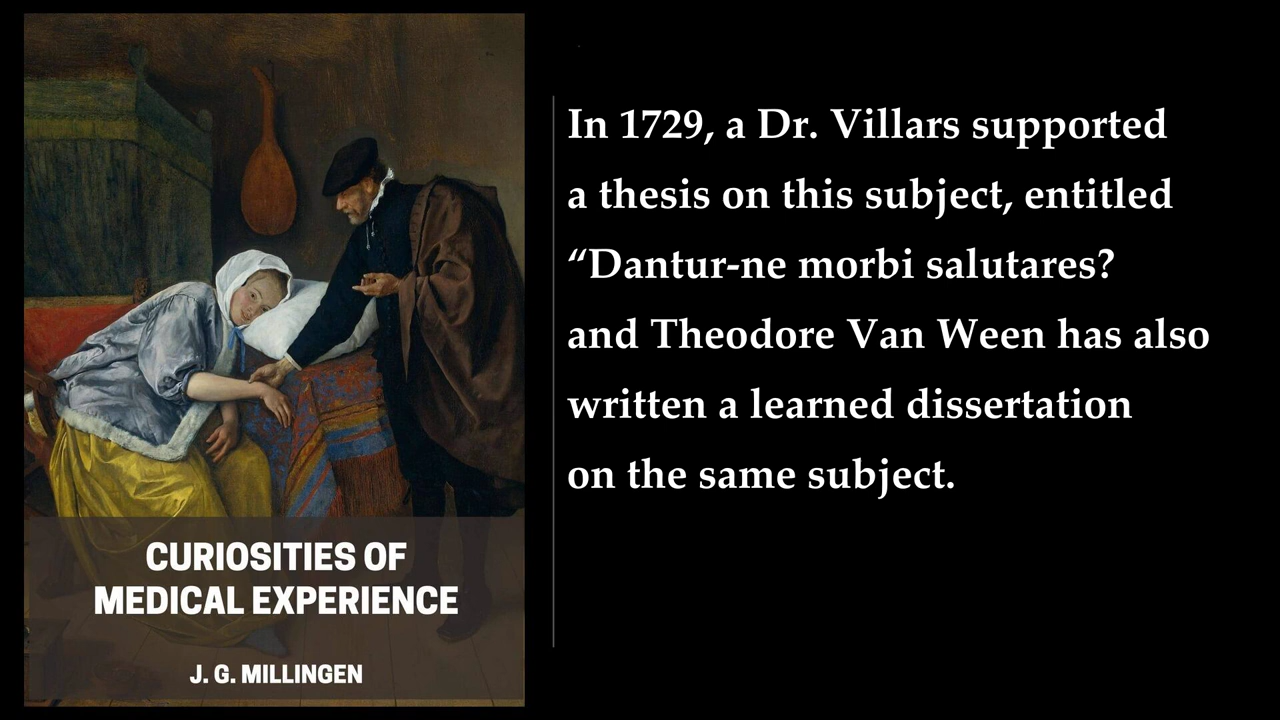 CURIOSITIES OF
MEDICAL EXPERIENCE
J. G. MILLINGEN
In 1729, a Dr. Villars supported
a thesis on this subject, entitled
“Dantur-ne morbi salutares?
and Theodore Van Ween has also
written a learned dissertation
on the same subject.